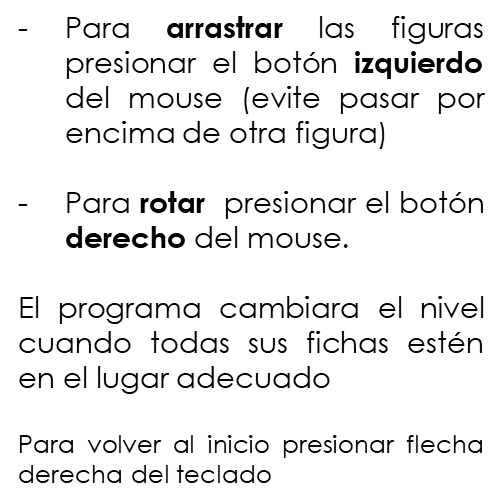 - Para arrastrar las figuras
presionar el botón izquierdo
del mouse (evite pasar por
encima de otra figura)
- Para rotar presionar el botón
derecho del mouse.
El programa cambiara el nivel
cuando todas sus fichas estén
en el lugar adecuado
Para volver al inicio presionar flecha
derecha del teclado